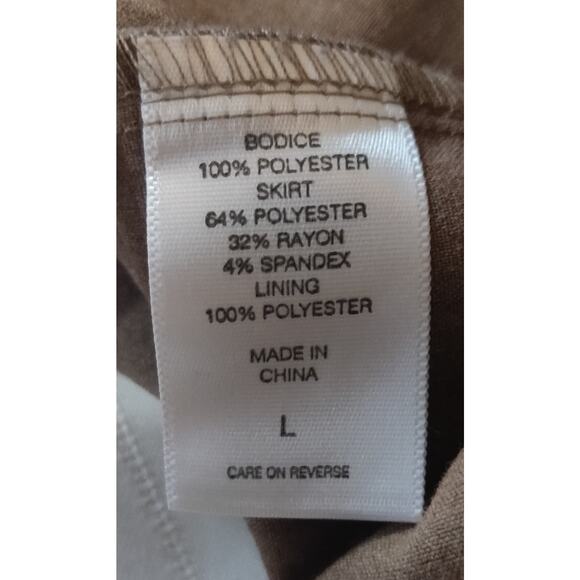 BODICE
100% POLYESTER
SKIRT
64% POLYESTER
32% RAYON
4% SPANDEX
LINING
100% POLYESTER
MADE IN
CHINA
L
CARE ON REVERSE